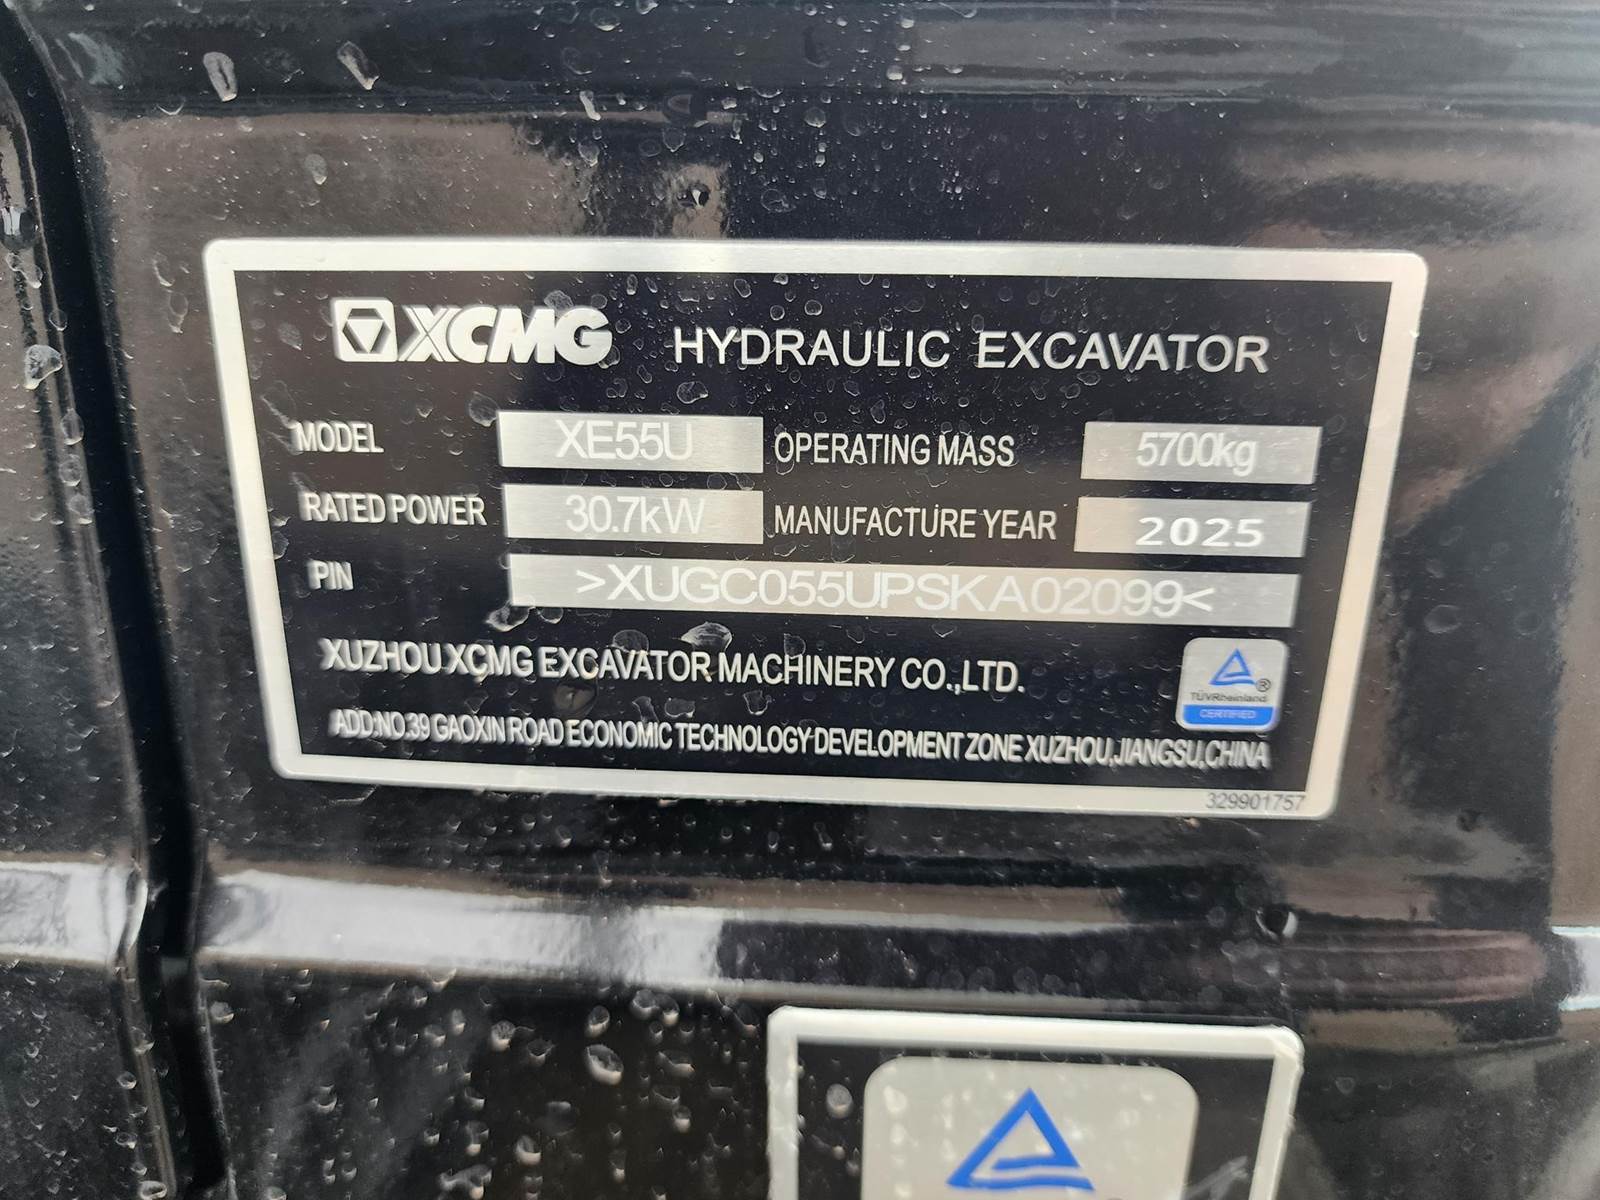 XCMG HYDRAULIC EXCAVATOR
MODEL XE55U OPERATING MASS 5700kg
RATED POWER 30.7kW MANUFACTURE YEAR 2025
PIN >XUGC055UPSKA02099<
XUZHOU XCMG EXCAVATOR MACHINERY CO.,LTD.
TÜVRheinland ®
CERTIFIED
ADD:NO.39 GAOXIN ROAD ECONOMIC TECHNOLOGY DEVELOPMENT ZONE XUZHOU,JIANGSU,CHINA
329901757